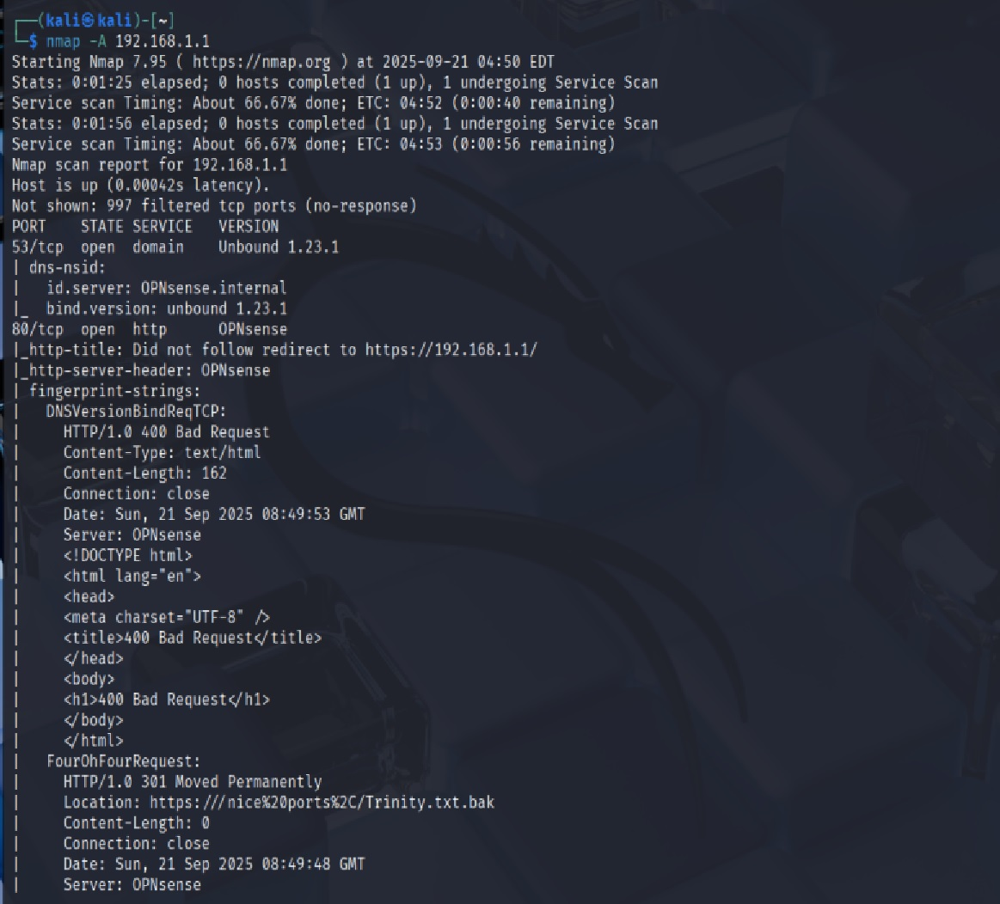 ┌──(kali㉿kali)-[~]
└─$ nmap -A 192.168.1.1
Starting Nmap 7.95 ( https://nmap.org ) at 2025-09-21 04:50 EDT
Stats: 0:01:25 elapsed; 0 hosts completed (1 up), 1 undergoing Service Scan
Service scan Timing: About 66.67% done; ETC: 04:52 (0:00:40 remaining)
Stats: 0:01:56 elapsed; 0 hosts completed (1 up), 1 undergoing Service Scan
Service scan Timing: About 66.67% done; ETC: 04:53 (0:00:56 remaining)
Nmap scan report for 192.168.1.1
Host is up (0.00042s latency).
Not shown: 997 filtered tcp ports (no-response)
PORT    STATE SERVICE   VERSION
53/tcp  open  domain    Unbound 1.23.1
| dns-nsid:
|   id.server: OPNsense.internal
|_  bind.version: unbound 1.23.1
80/tcp  open  http      OPNsense
|_http-title: Did not follow redirect to https://192.168.1.1/
|_http-server-header: OPNsense
| fingerprint-strings:
|   DNSVersionBindReqTCP:
|     HTTP/1.0 400 Bad Request
|     Content-Type: text/html
|     Content-Length: 162
|     Connection: close
|     Date: Sun, 21 Sep 2025 08:49:53 GMT
|     Server: OPNsense
|     <!DOCTYPE html>
|     <html lang="en">
|     <head>
|     <meta charset="UTF-8" />
|     <title>400 Bad Request</title>
|     </head>
|     <body>
|     <h1>400 Bad Request</h1>
|     </body>
|     </html>
|   FourOhFourRequest:
|     HTTP/1.0 301 Moved Permanently
|     Location: https:///nice%20ports%2C/Trinity.txt.bak
|     Content-Length: 0
|     Connection: close
|     Date: Sun, 21 Sep 2025 08:49:48 GMT
|     Server: OPNsense